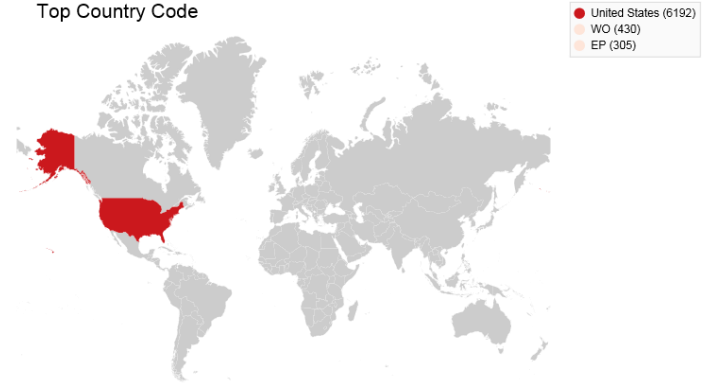 Top Country Code
United States (6192)
WO (430)
EP (305)